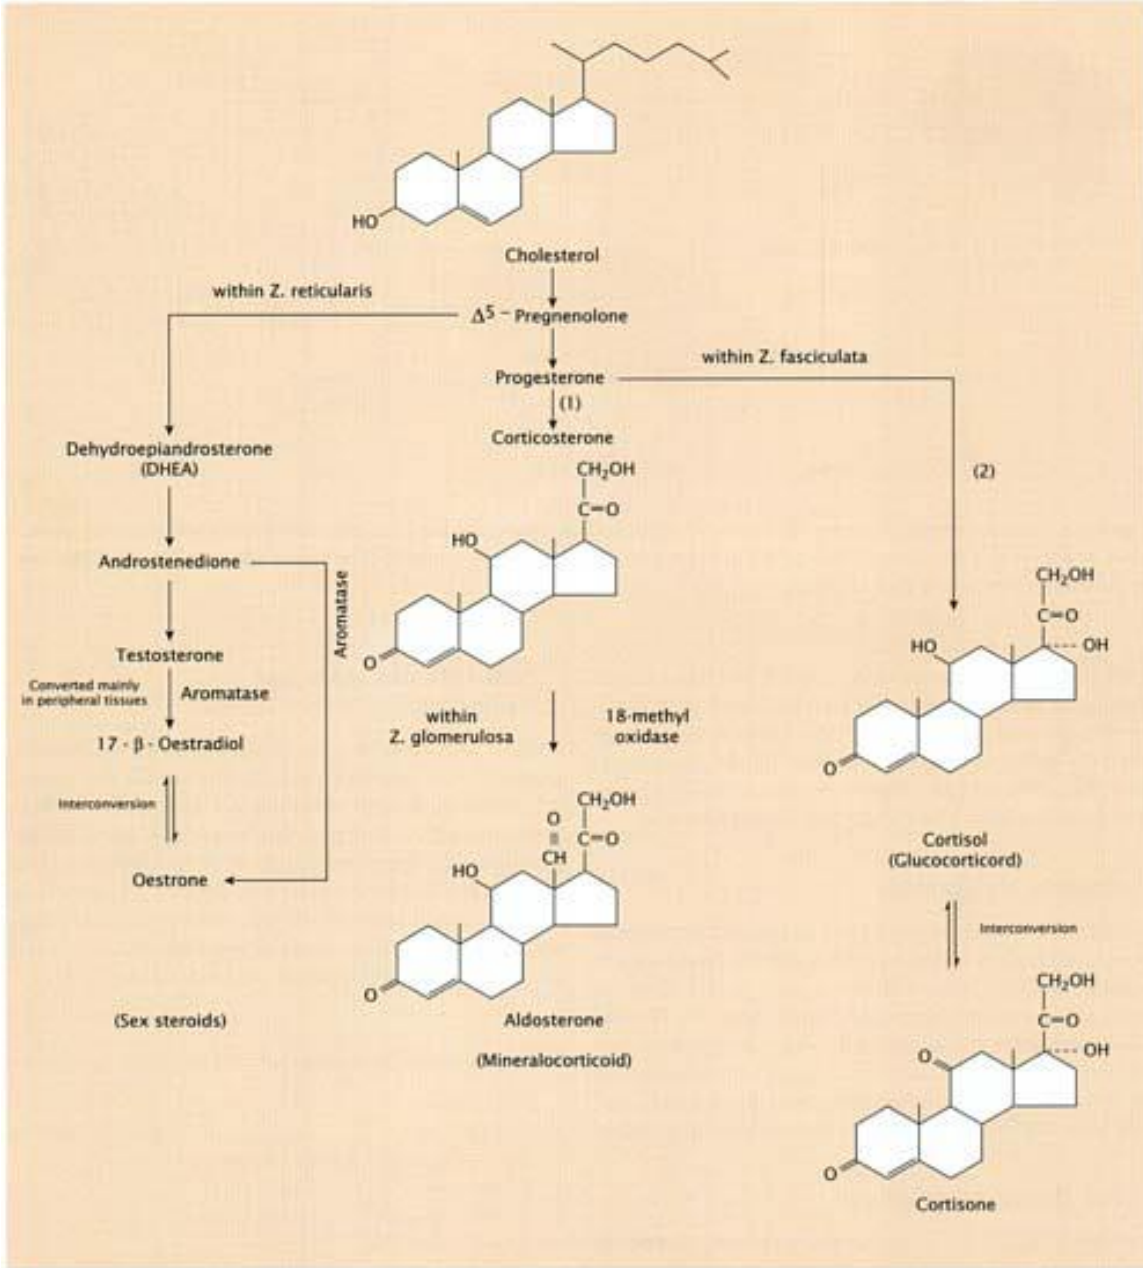 HO
Cholesterol
within Z. reticularis
Δ5 – Pregnenolone
within Z. fasciculata
Progesterone
(1)
Corticosterone
Dehydroepiandrosterone
(DHEA)
CH2OH
C=O
HO
O
(2)
Androstenedione
Aromatase
Testosterone
Converted mainly
in peripheral tissues
Aromatase
17 - β - Oestradiol
Interconversion
Oestrone
(Sex steroids)
within
Z. glomerulosa
18-methyl
oxidase
CH2OH
O
C=O
CH
HO
O
Aldosterone
(Mineralocorticoid)
CH2OH
C=O
HO
OH
O
Cortisol
(Glucocorticord)
Interconversion
CH2OH
C=O
O
OH
O
Cortisone